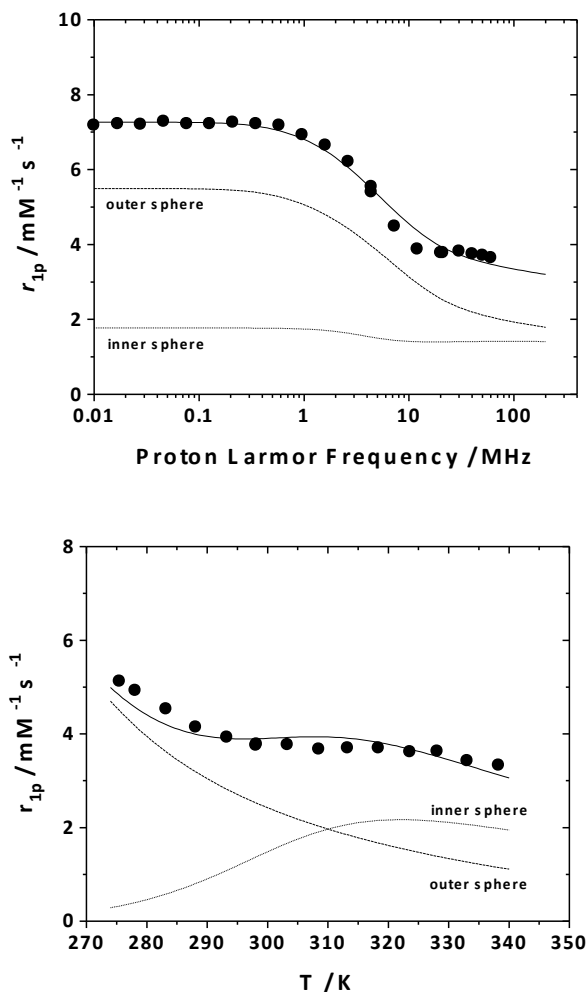 10
8
r1p /mM -1 s -1
6
outer sphere
4
2
inner sphere
0
0.01 0.1 1 10 100
Proton Larmor Frequency /MHz
8
6
r1p /mM -1 s -1
4
inner sphere
2
outer sphere
0
270 280 290 300 310 320 330 340 350
T /K